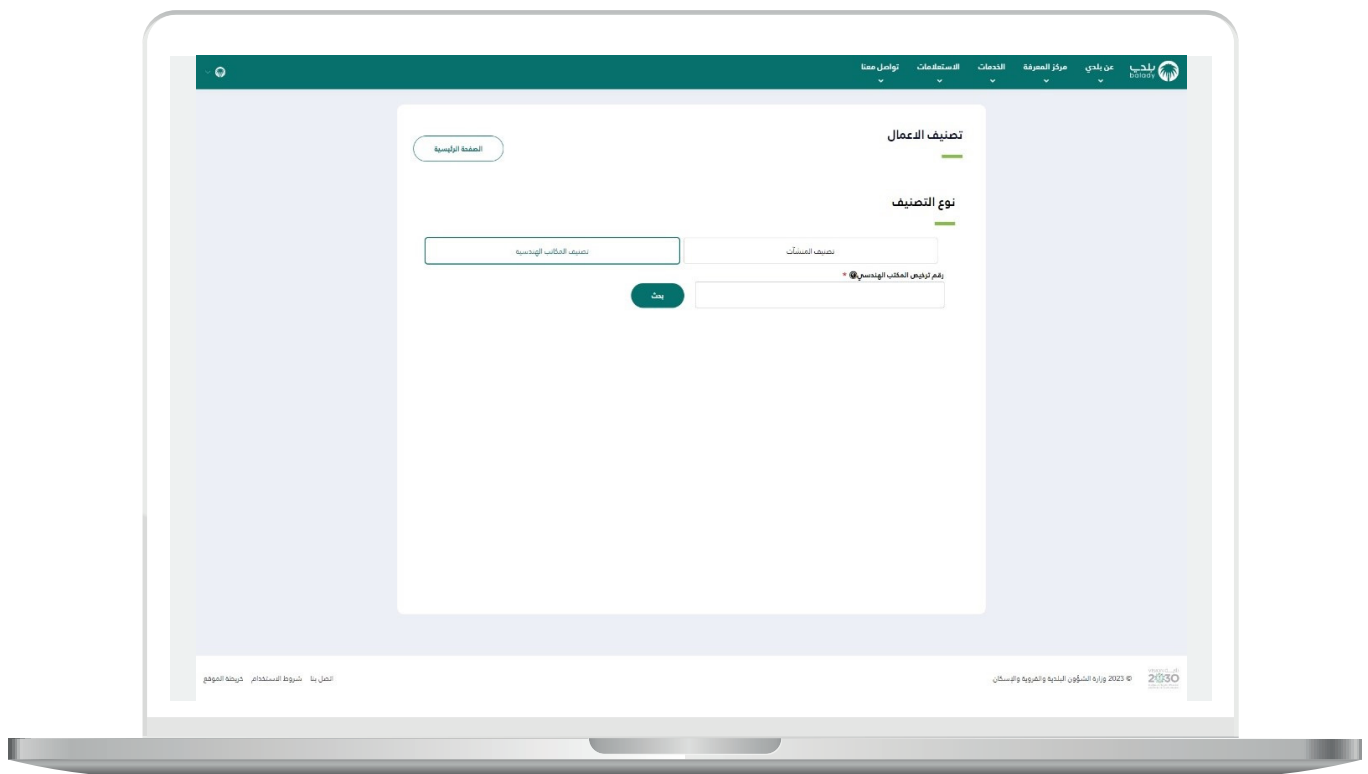 بلدي
balady
عن بلدي
مركز المعرفة
الخدمات
الاستعلامات
تواصل معنا
تصنيف الاعمال
الصفحة الرئيسية
نوع التصنيف
تصنيف المنشآت
تصنيف المكاتب الهندسية
رقم ترخيص المكتب الهندسي *
بحث
2030
© 2023 وزارة الشؤون البلدية والقروية والإسكان
اتصل بنا
شروط الاستخدام
خريطة الموقع